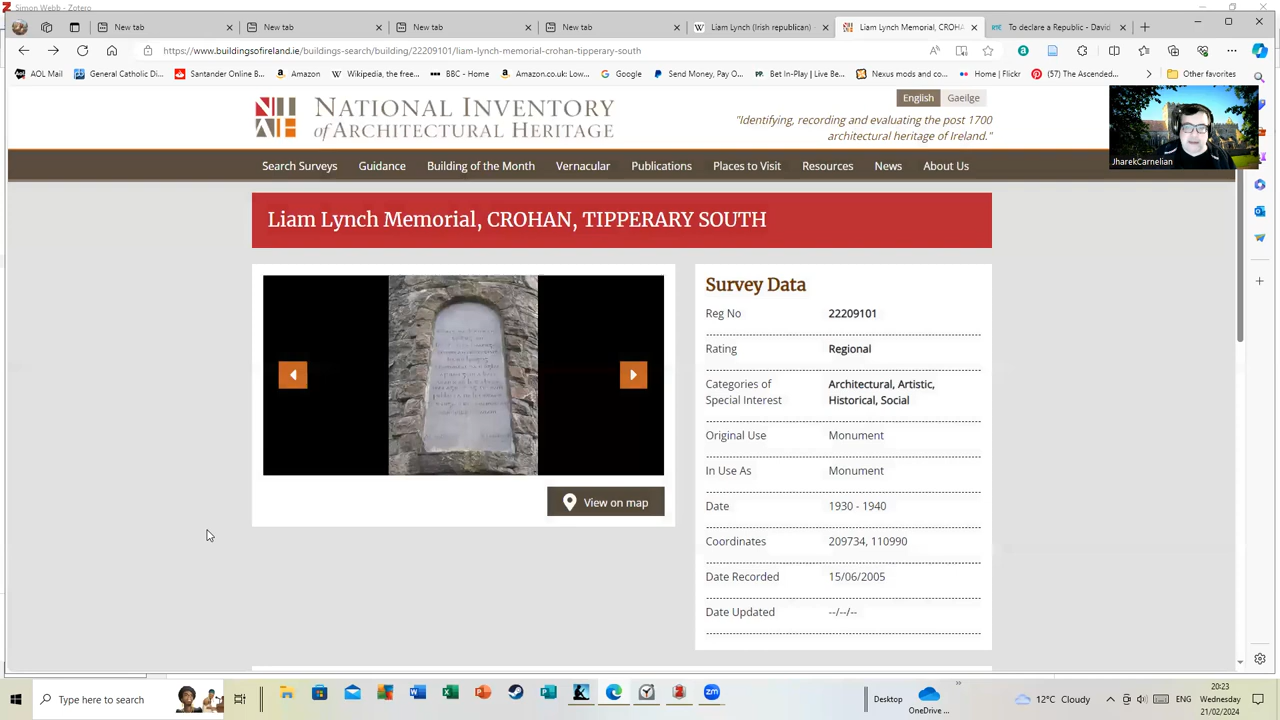 Simon Webb - Zotero
New tab
New tab
New tab
New tab
Liam Lynch (Irish republican)
Liam Lynch Memorial, CROHAN,
To declare a Republic - David
https://www.buildingsofireland.ie/buildings-search/building/22209101/liam-lynch-memorial-crohan-tipperary-south
AOL Mail
General Catholic Di...
Santander Online B...
Amazon
Wikipedia, the free...
BBC - Home
Amazon.co.uk: Low...
Google
Send Money, Pay O...
Bet In-Play | Live Be...
Nexus mods and co...
Home | Flickr
(57) The Ascended...
Other favorites
NATIONAL INVENTORY
of ARCHITECTURAL HERITAGE
English
Gaeilge
"Identifying, recording and evaluating the post 1700
architectural heritage of Ireland."
JharekCarnelian
Search Surveys
Guidance
Building of the Month
Vernacular
Publications
Places to Visit
Resources
News
About Us
Liam Lynch Memorial, CROHAN, TIPPERARY SOUTH
View on map
Survey Data
Reg No 22209101
Rating Regional
Categories of Architectural, Artistic,
Special Interest Historical, Social
Original Use Monument
In Use As Monument
Date 1930 - 1940
Coordinates 209734, 110990
Date Recorded 15/06/2005
Date Updated --/--/--
Type here to search
Desktop
OneDrive ...
12°C Cloudy
ENG
20:23
Wednesday
21/02/2024